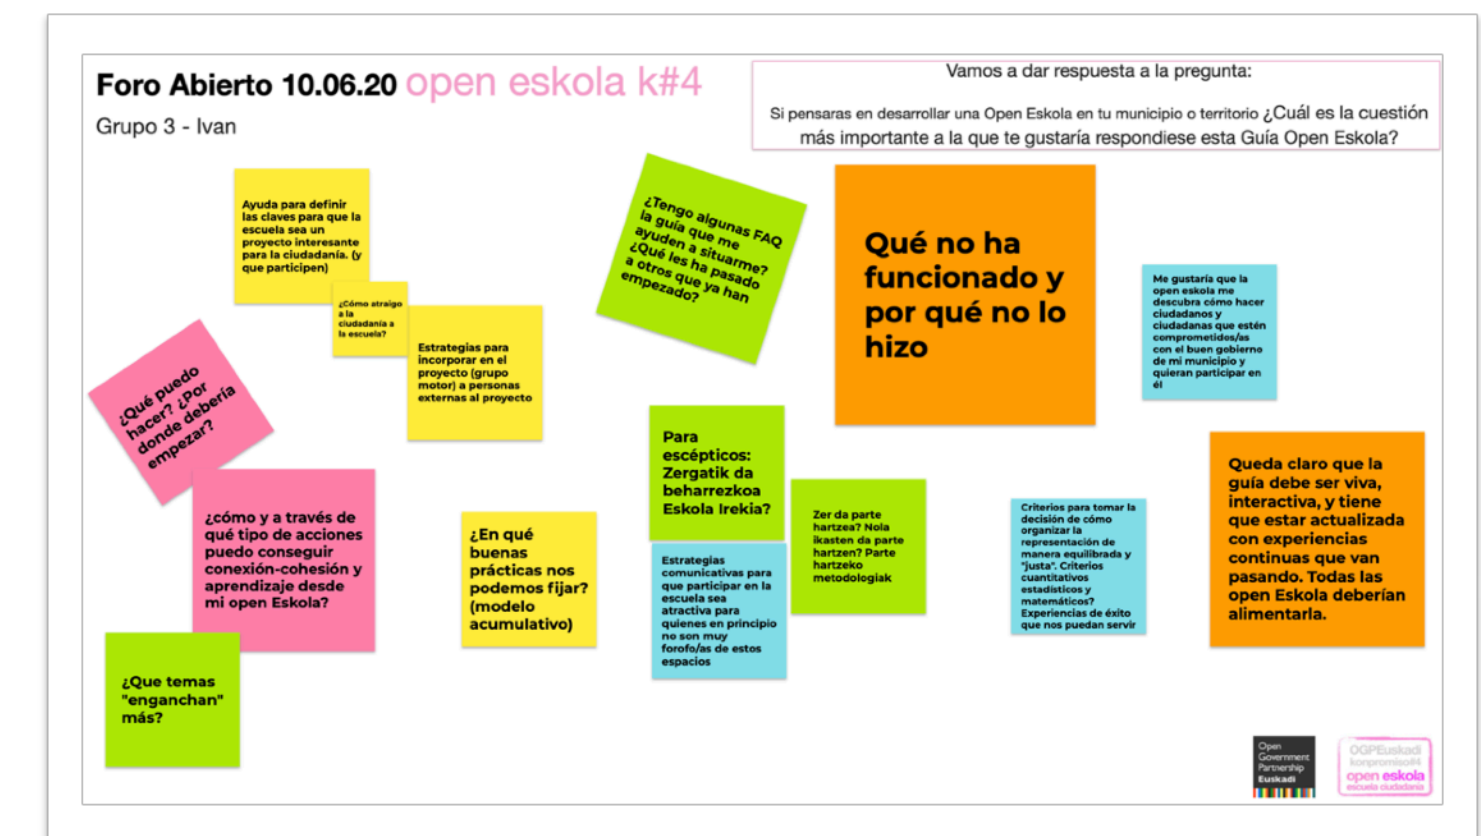 Foro Abierto 10.06.20 open eskola k#4
Grupo 3 - Ivan
Vamos a dar respuesta a la pregunta:
Si pensaras en desarrollar una Open Eskola en tu municipio o territorio ¿Cuál es la cuestión
más importante a la que te gustaría respondiese esta Guía Open Eskola?
Ayuda para definir
las claves para que la
escuela sea un
proyecto interesante
para la ciudadanía. (y
que participen)
¿Cómo atraigo
a la
ciudadanía a
la escuela?
Estrategias para
incorporar en el
proyecto (grupo
motor) a personas
externas al proyecto
¿Qué puedo
hacer? ¿Por
donde debería
empezar?
¿cómo y a través de
qué tipo de acciones
puedo conseguir
conexión-cohesión y
aprendizaje desde
mi open Eskola?
¿Que temas
"enganchan"
más?
¿En qué
buenas
prácticas nos
podemos fijar?
(modelo
acumulativo)
¿Tengo algunas FAQ
la guía que me
ayuden a situarme?
¿Qué les ha pasado
a otros que ya han
empezado?
Para
escépticos:
Zergatik da
beharrezkoa
Eskola Irekia?
Estrategias
comunicativas para
que participar en la
escuela sea
atractiva para
quienes en principio
no son muy
forofo/as de estos
espacios
Zer da parte
hartzea? Nola
ikasten da parte
hartzen? Parte
hartzeko
metodologiak
Qué no ha
funcionado y
por qué no lo
hizo
Me gustaría que la
open eskola me
descubra cómo hacer
ciudadanos y
ciudadanas que estén
comprometidos/as
con el buen gobierno
de mi municipio y
quieran participar en
él
Criterios para tomar la
decisión de cómo
organizar la
representación de
manera equilibrada y
"justa". Criterios
cuantitativos
estadísticos y
matemáticos?
Experiencias de éxito
que nos puedan servir
Queda claro que la
guía debe ser viva,
interactiva, y tiene
que estar actualizada
con experiencias
continuas que van
pasando. Todas las
open Eskola deberían
alimentarla.
Open
Government
Partnership
Euskadi
OGPEuskadi
konpromiso#4
open eskola
escuela ciudadanía